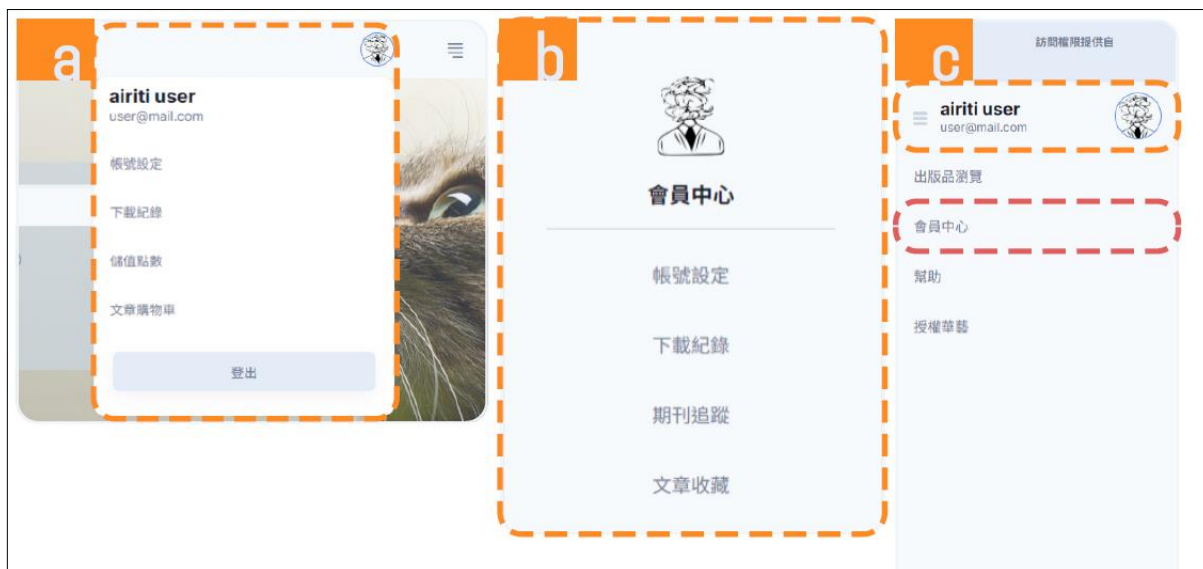 a
airiti user
user@mail.com
帳號設定
下載紀錄
儲值點數
文章購物車
登出
b
會員中心
帳號設定
下載紀錄
期刊追蹤
文章收藏
c
訪問權限提供自
airiti user
user@mail.com
出版品瀏覽
會員中心
幫助
授權華藝